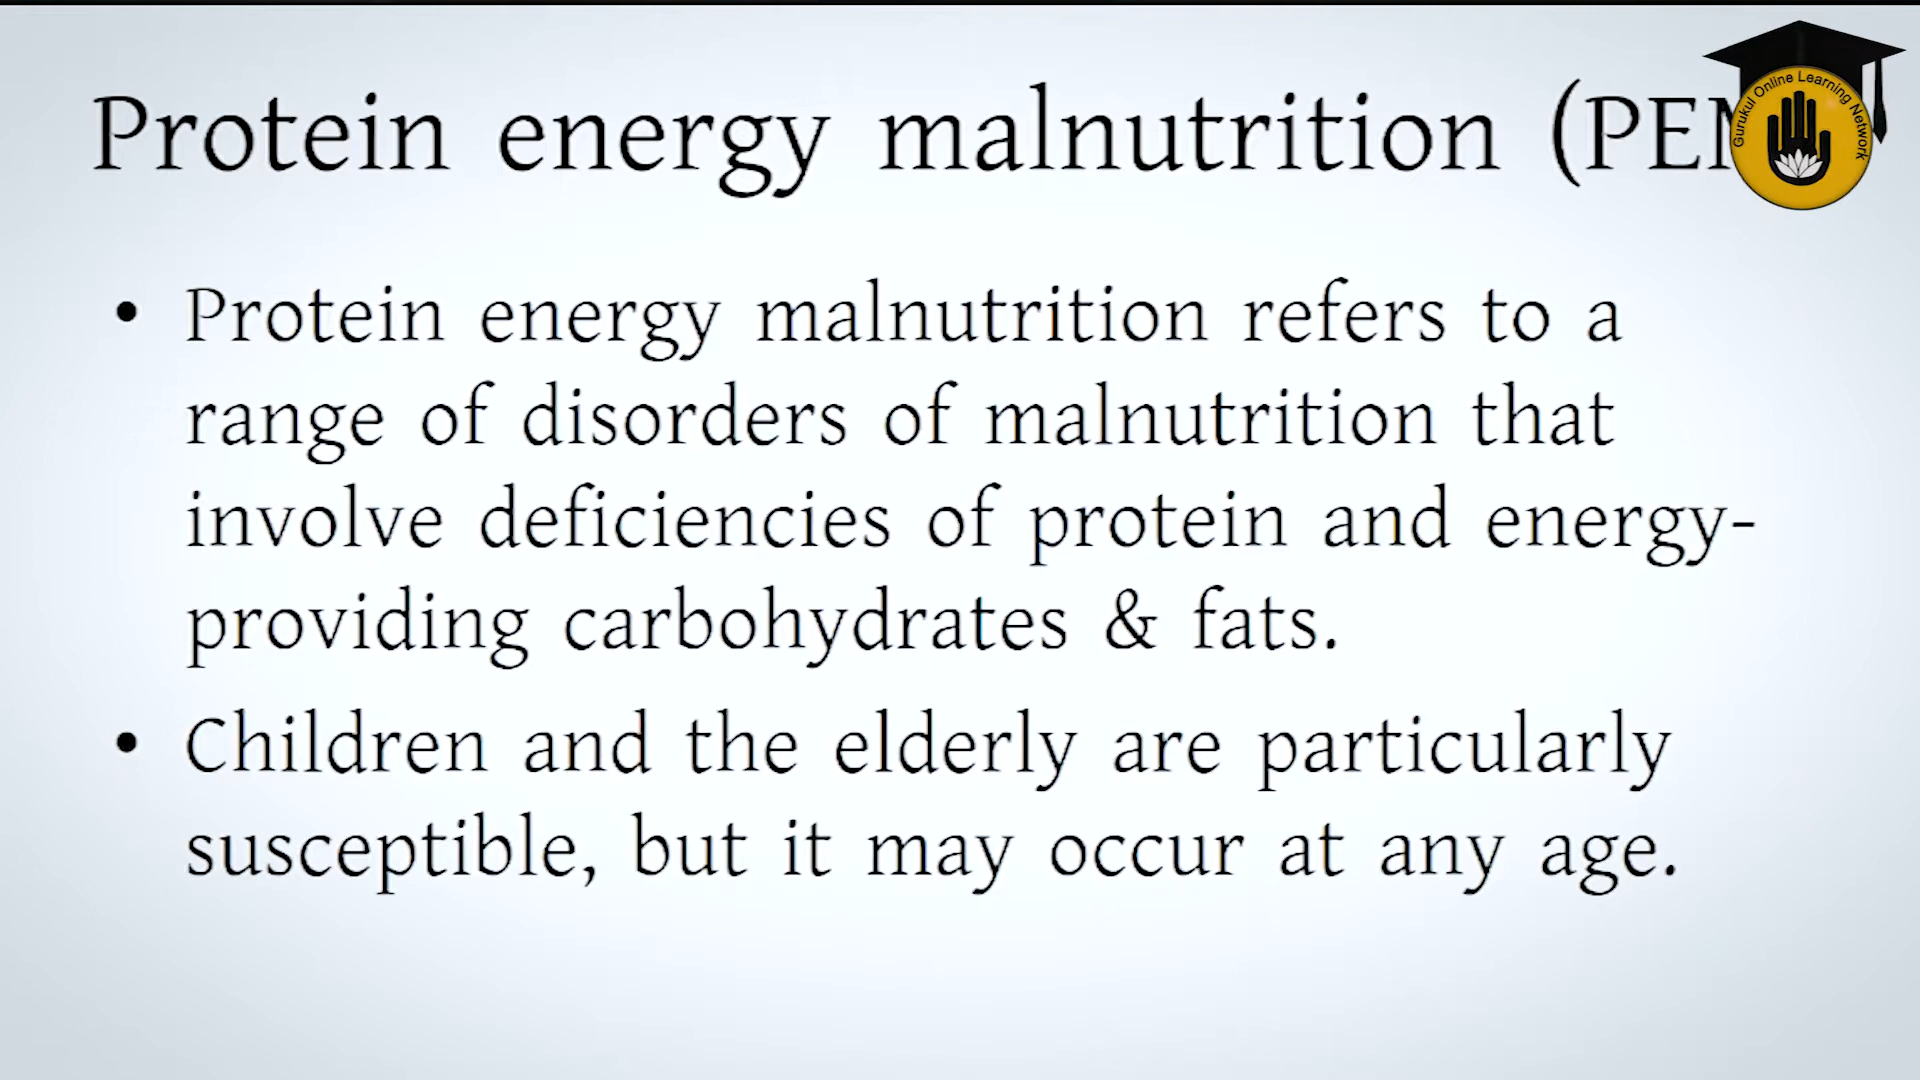 Protein energy malnutrition (PEM
• Protein energy malnutrition refers to a
range of disorders of malnutrition that
involve deficiencies of protein and energy-
providing carbohydrates & fats.
• Children and the elderly are particularly
susceptible, but it may occur at any age.
Gurukul Online Learning Network